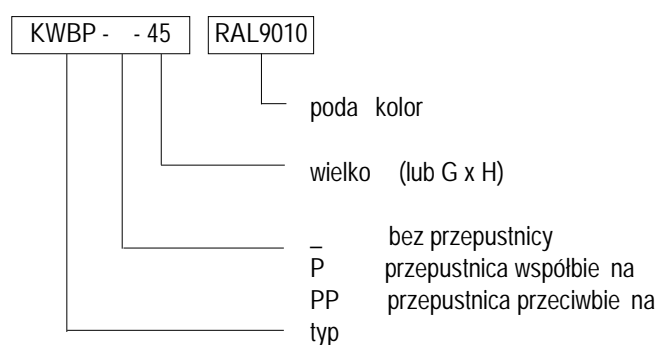 KWBP - - 45 RAL9010
poda kolor
wielko (lub G x H)
_ bez przepustnicy
P przepustnica współbie na
PP przepustnica przeciwbie na
typ